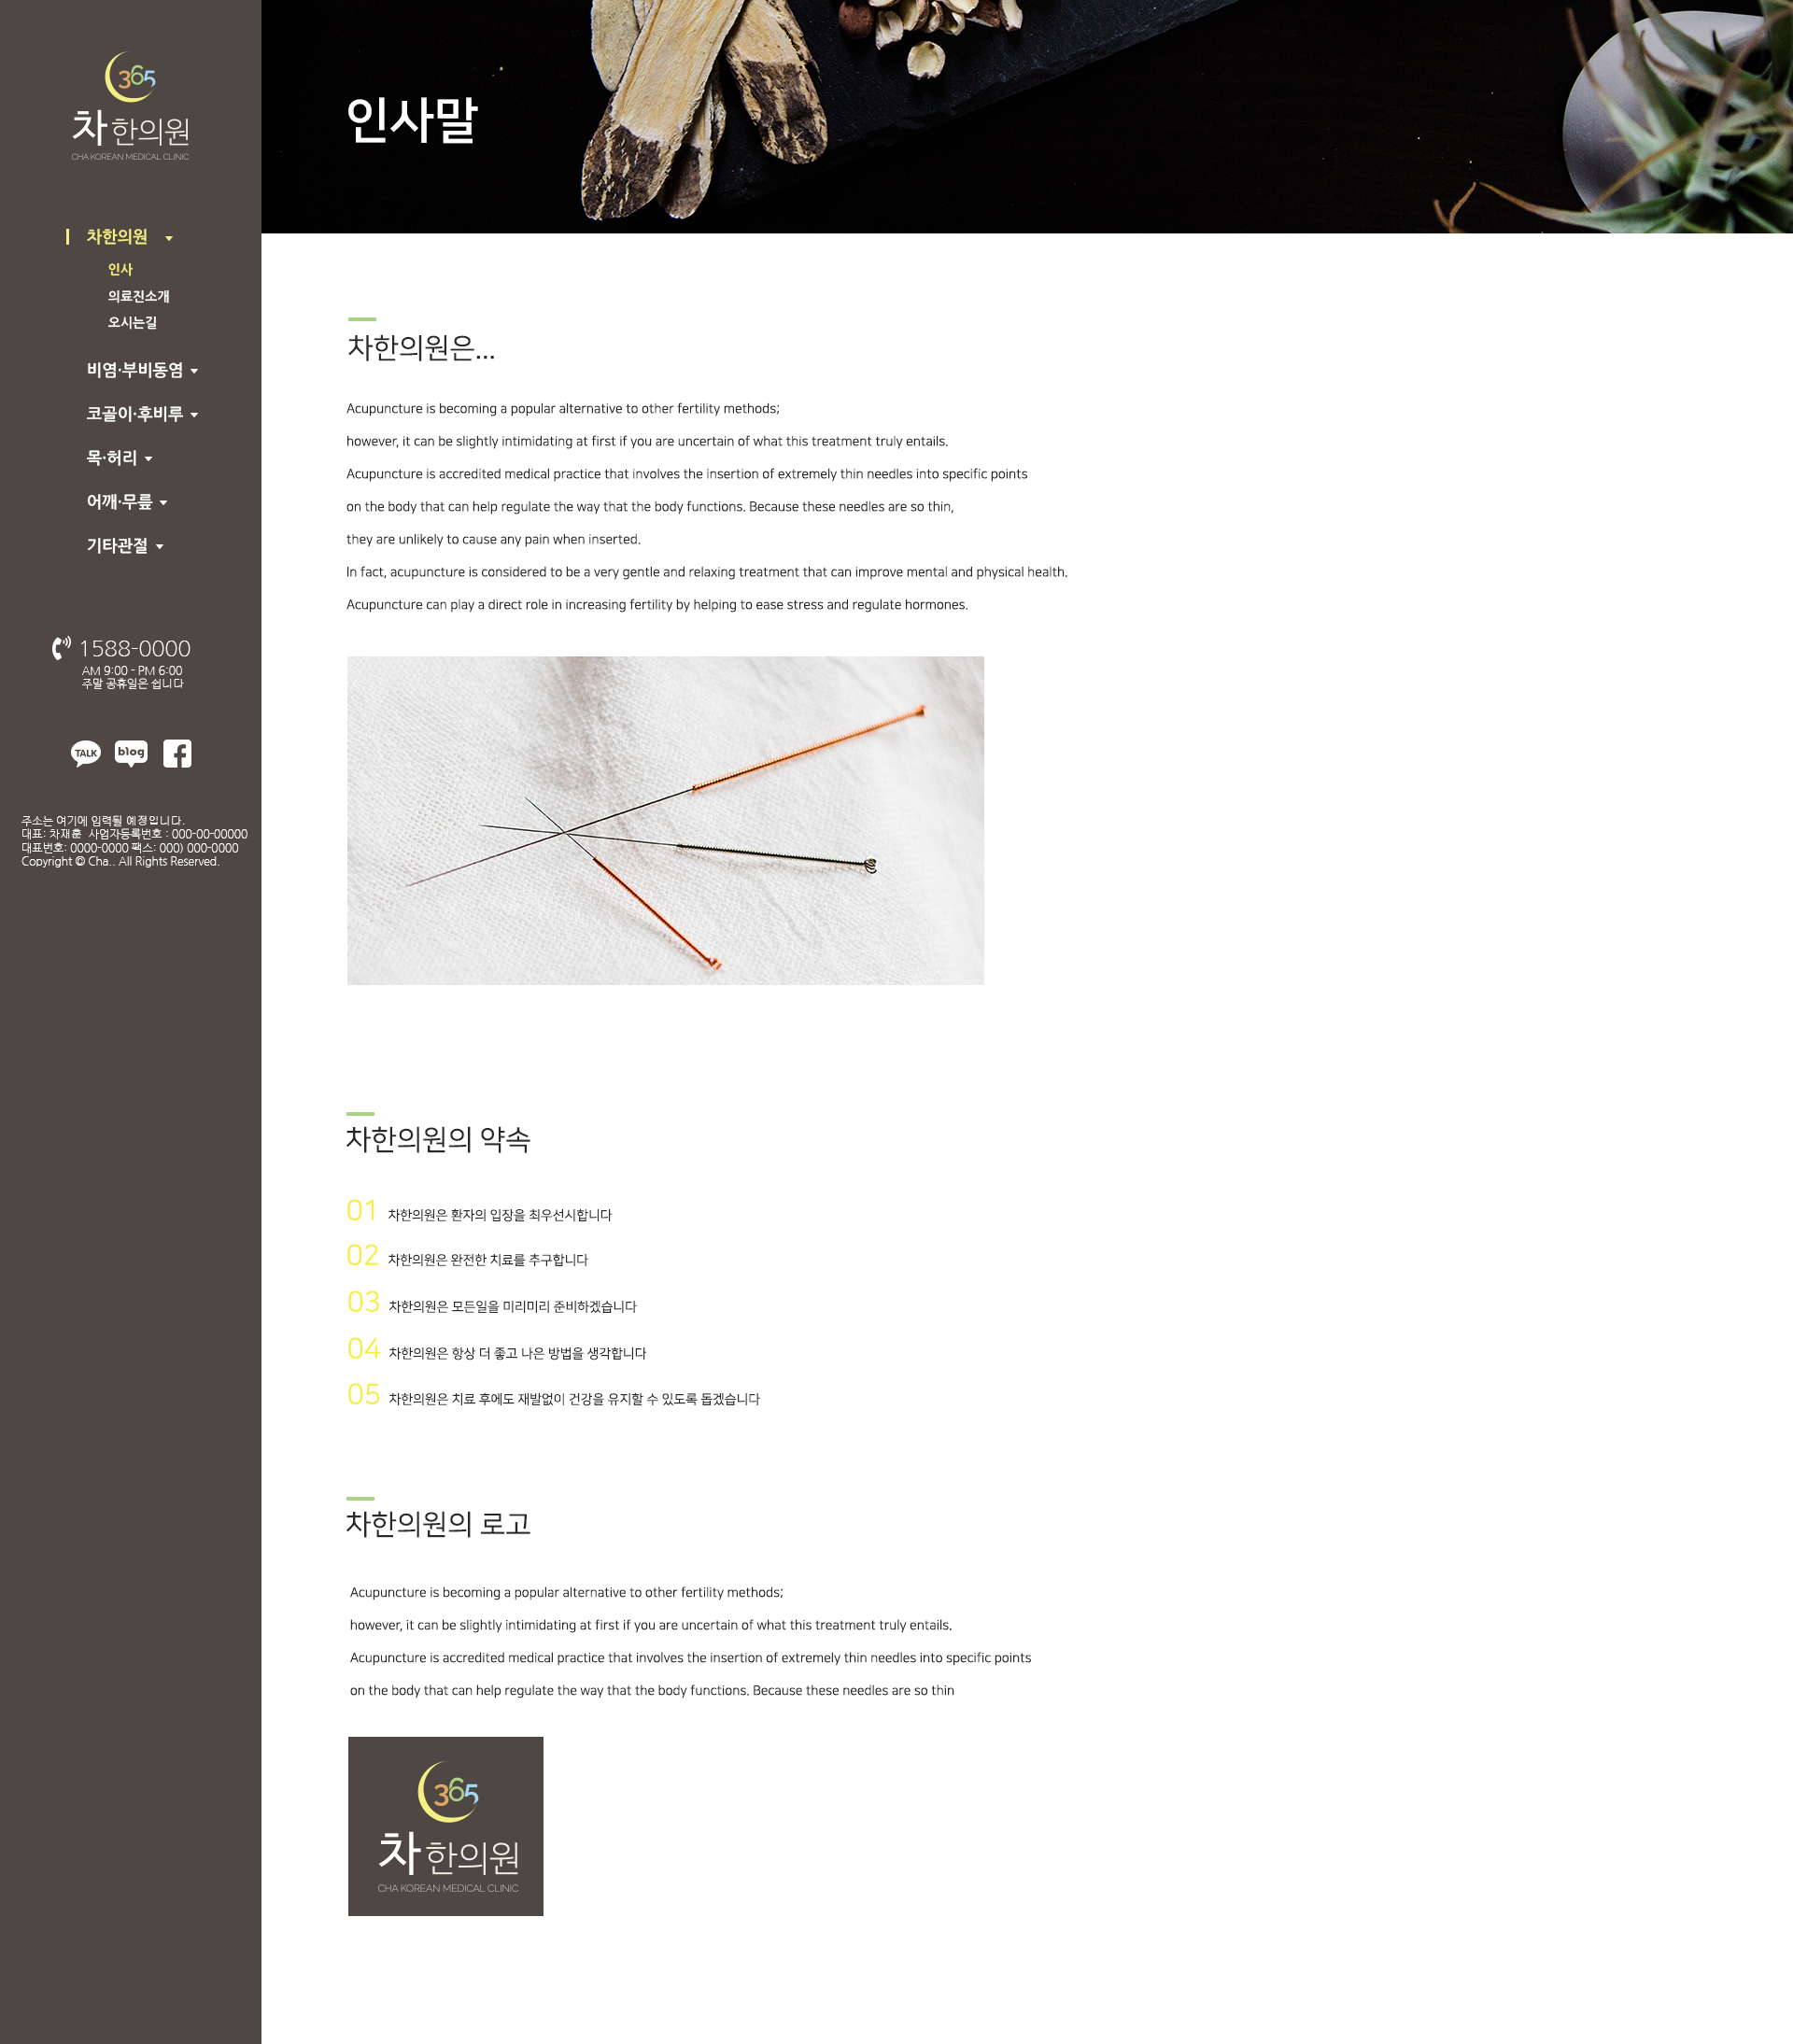 365
차한의원
CHA KOREAN MEDICAL CLINIC
차한의원
인사
의료진소개
오시는길
비염·부비동염
코골이·후비루
목·허리
어깨·무릎
기타관절
1588-0000
AM 9:00 - PM 6:00
주말 공휴일은 쉽니다
TALK blog
주소는 여기에 입력될 예정입니다.
대표: 차재훈 사업자등록번호 : 000-00-00000
대표번호: 0000-0000 팩스: 000) 000-0000
Copyright © Cha.. All Rights Reserved.
인사말
차한의원은...
Acupuncture is becoming a popular alternative to other fertility methods;
however, it can be slightly intimidating at first if you are uncertain of what this treatment truly entails.
Acupuncture is accredited medical practice that involves the insertion of extremely thin needles into specific points
on the body that can help regulate the way that the body functions. Because these needles are so thin,
they are unlikely to cause any pain when inserted.
In fact, acupuncture is considered to be a very gentle and relaxing treatment that can improve mental and physical health.
Acupuncture can play a direct role in increasing fertility by helping to ease stress and regulate hormones.
차한의원의 약속
01 차한의원은 환자의 입장을 최우선시합니다
02 차한의원은 완전한 치료를 추구합니다
03 차한의원은 모든일을 미리미리 준비하겠습니다
04 차한의원은 항상 더 좋고 나은 방법을 생각합니다
05 차한의원은 치료 후에도 재발없이 건강을 유지할 수 있도록 돕겠습니다
차한의원의 로고
Acupuncture is becoming a popular alternative to other fertility methods;
however, it can be slightly intimidating at first if you are uncertain of what this treatment truly entails.
Acupuncture is accredited medical practice that involves the insertion of extremely thin needles into specific points
on the body that can help regulate the way that the body functions. Because these needles are so thin
365
차한의원
CHA KOREAN MEDICAL CLINIC